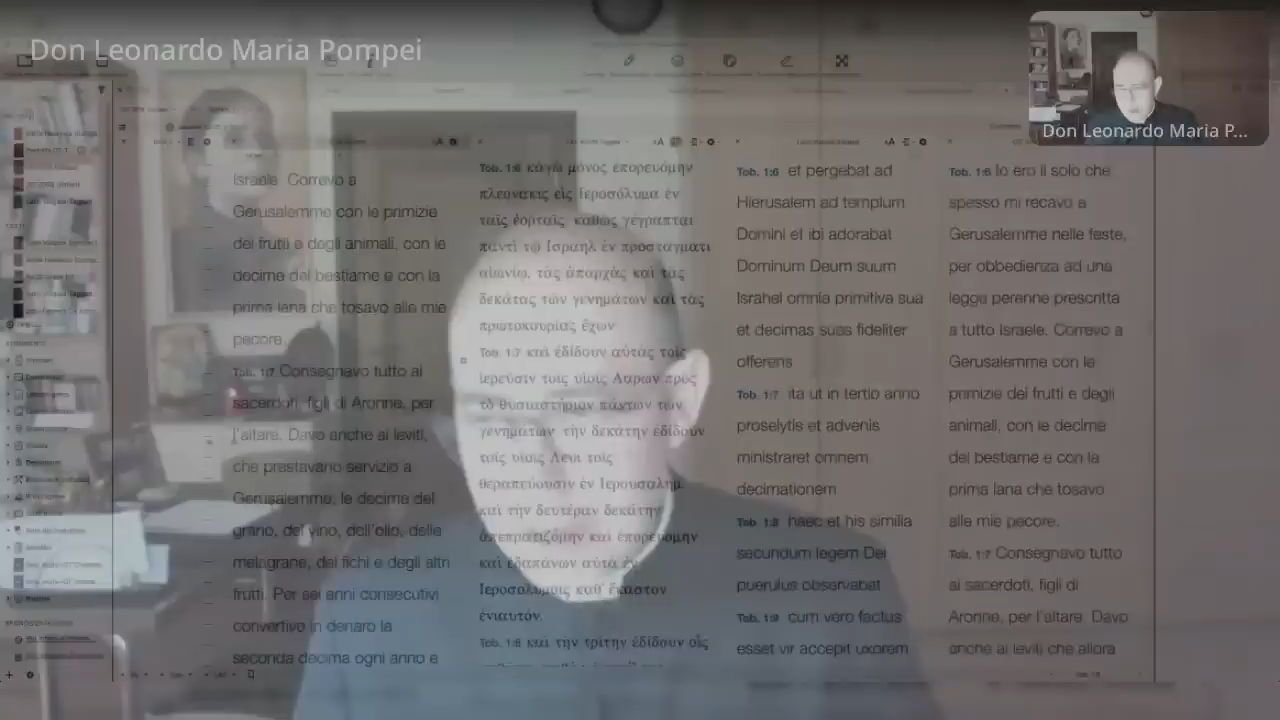 Don Leonardo Maria Pompei
Don Leonardo Maria P...
Israele. Correvo a
Gerusalemme con le primizie
dei frutti e degli animali, con le
decime del bestiame e con la
prima lana che tosavo alle mie
pecore.
Tob. 1:7 Consegnavo tutto ai
sacerdoti, figli di Aronne, per
l'altare. Davo anche ai leviti,
che prestavano servizio a
Gerusalemme, le decime del
grano, del vino, dell'olio, delle
melagrane, dei fichi e degli altri
frutti. Per sei anni consecutivi
convertivo in denaro la
seconda decima ogni anno e
Tob. 1:6 κἀγὼ μόνος ἐπορευόμην
πλεονάκις εἰς Ιεροσόλυμα ἐν
ταῖς ἑορταῖς, καθὼς γέγραπται
παντὶ τῷ Ισραηλ ἐν προστάγματι
αἰωνίῳ, τὰς ἀπαρχὰς καὶ τὰς
δεκάτας τῶν γενημάτων καὶ τὰς
πρωτοκουρίας ἔχων·
Tob. 1:7 καὶ ἐδίδουν αὐτὰς τοῖς
ἱερεῦσιν τοῖς υἱοῖς Ααρων πρὸς
τὸ θυσιαστήριον πάντων τῶν
γενημάτων· τὴν δεκάτην ἐδίδουν
τοῖς υἱοῖς Λευι τοῖς
θεραπεύουσιν ἐν Ιερουσαλημ
καὶ τὴν δευτέραν δεκάτην
ἀπεπρατιζόμην καὶ ἐπορευόμην
καὶ ἐδαπάνων αὐτὰ ἐν
Ιεροσολύμοις καθ᾽ ἕκαστον
ἐνιαυτόν.
Tob. 1:8 καὶ τὴν τρίτην ἐδίδουν οἷς
Tob. 1:6 et pergebat ad
Hierusalem ad templum
Domini et ibi adorabat
Dominum Deum suum
Israhel omnia primitiva sua
et decimas suas fideliter
offerens
Tob. 1:7 ita ut in tertio anno
proselytis et advenis
ministraret omnem
decimationem
Tob. 1:8 haec et his similia
secundum legem Dei
puerulus observabat
Tob. 1:9 cum vero factus
esset vir accepit uxorem
Tob. 1:6 Io ero il solo che
spesso mi recavo a
Gerusalemme nelle feste,
per obbedienza ad una
legge perenne prescritta
a tutto Israele. Correvo a
Gerusalemme con le
primizie dei frutti e degli
animali, con le decime
del bestiame e con la
prima lana che tosavo
alle mie pecore.
Tob. 1:7 Consegnavo tutto
ai sacerdoti, figli di
Aronne, per l'altare. Davo
anche ai leviti che allora